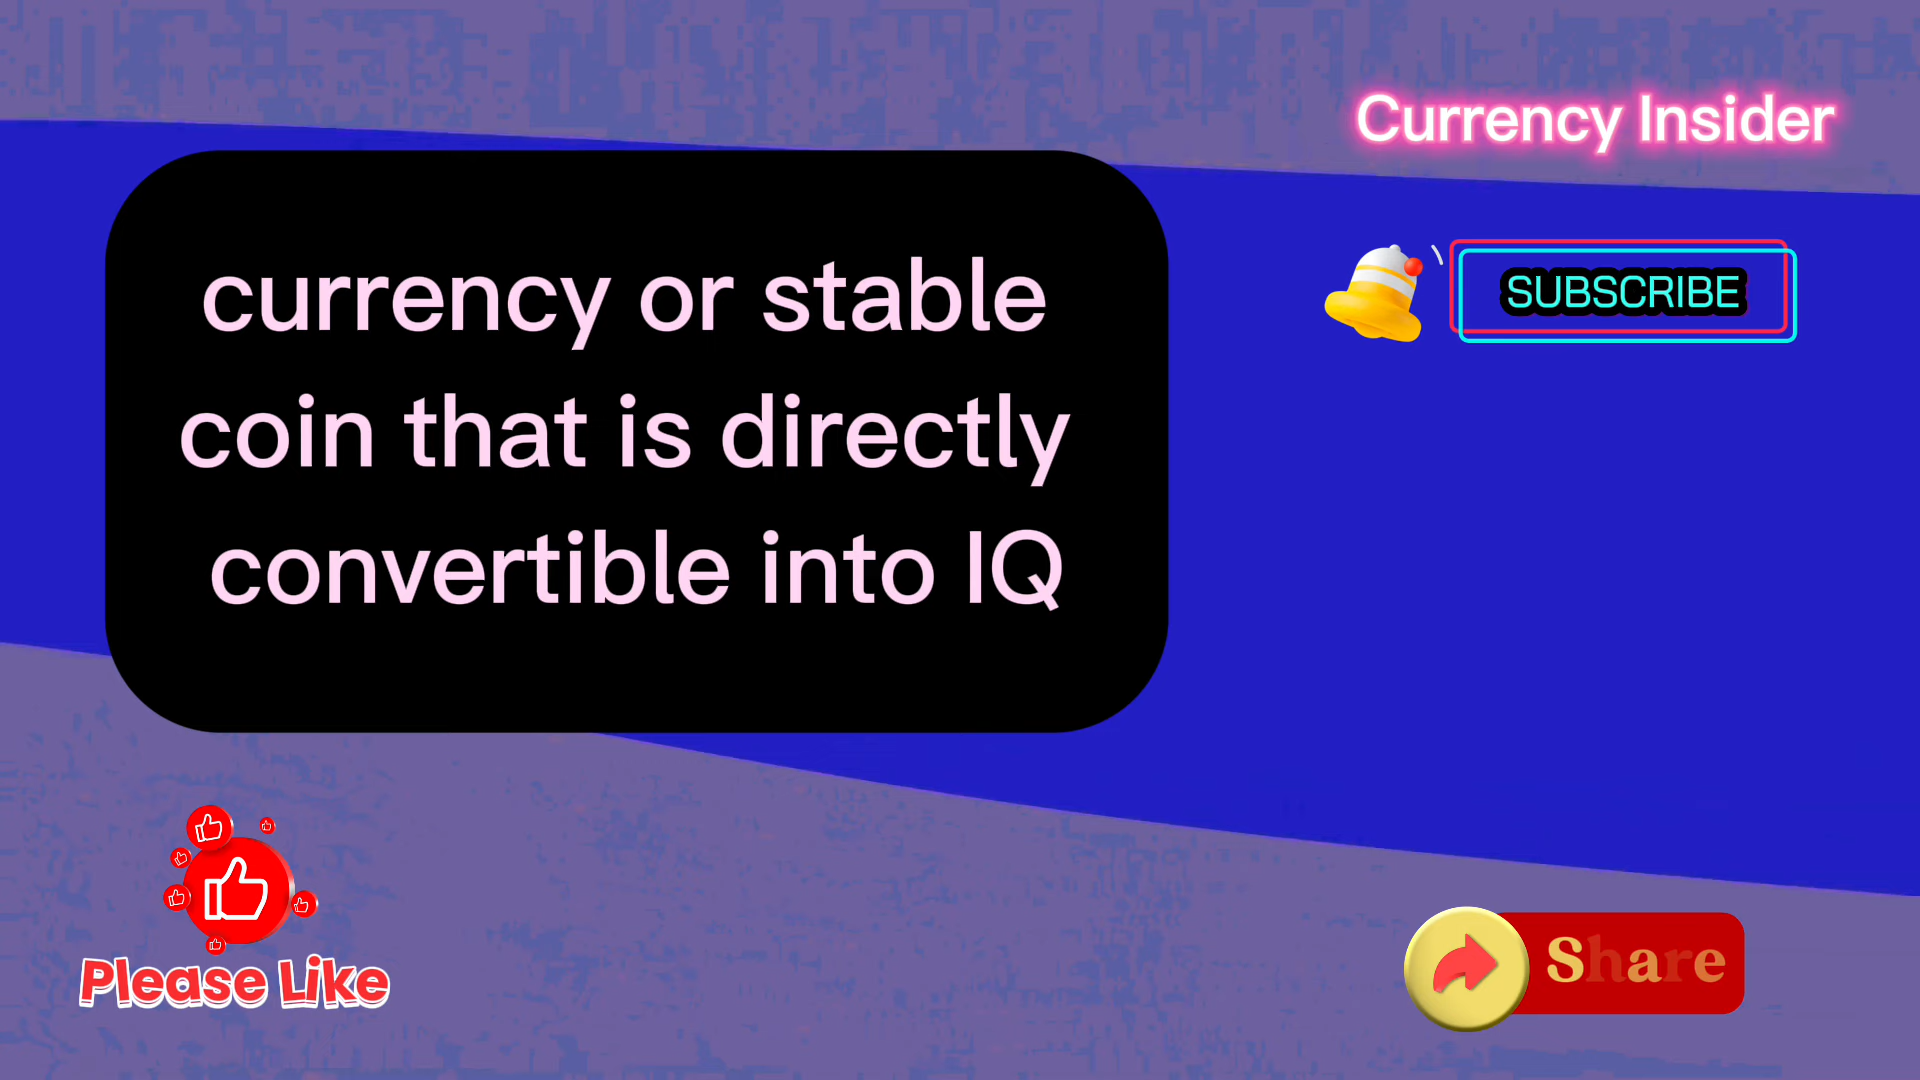 Currency Insider
currency or stable
coin that is directly
convertible into IQ
SUBSCRIBE
Please Like
Share